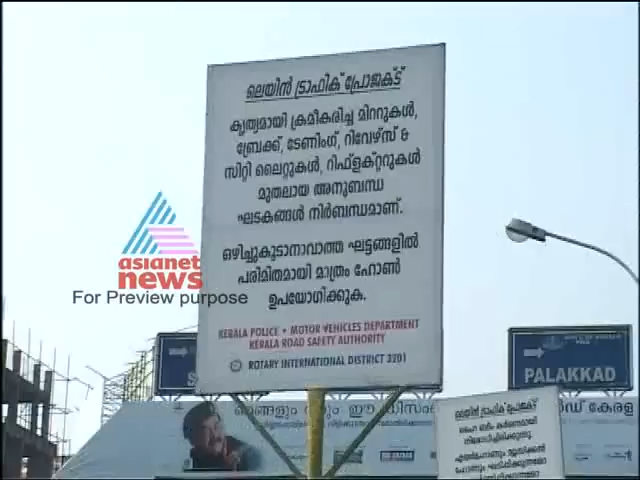 ലെയിൻ ട്രാഫിക് പ്രോജക്ട്
കൃത്യമായി ക്രമീകരിച്ച മിററുകൾ,
ബ്രേക്ക്, ടേണിംഗ്, റിവേഴ്സ് &
സിറ്റി ലൈറ്റുകൾ, റിഫ്ളക്റ്ററുകൾ
മുതലായ അനുബന്ധ
ഘടകങ്ങൾ നിർബന്ധമാണ്.
ഒഴിച്ചുകൂടാനാവാത്ത ഘട്ടങ്ങളിൽ
പരിമിതമായി മാത്രം ഹോൺ
ഉപയോഗിക്കുക.
KERALA POLICE • MOTOR VEHICLES DEPARTMENT
KERALA ROAD SAFETY AUTHORITY
ROTARY INTERNATIONAL DISTRICT 3201
asianet
news
For Preview purpose
PALAKKAD
ലെയിൻ ട്രാഫിക് പ്രോജക്ട്